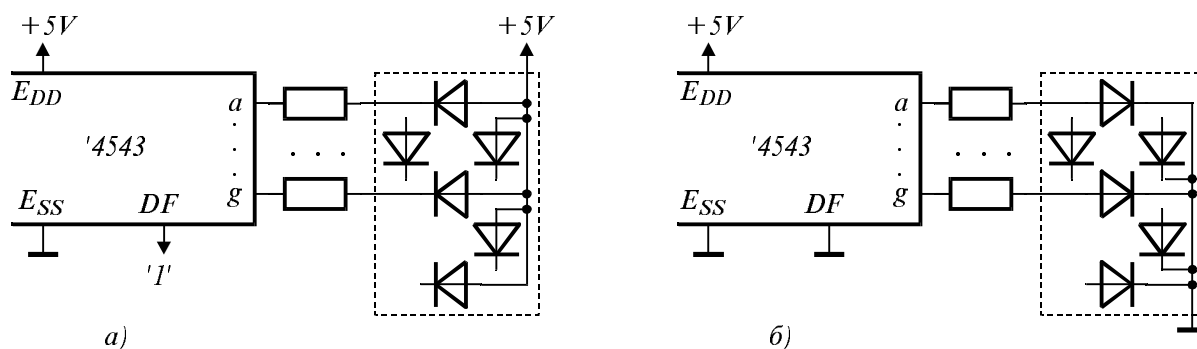 +5V +5V +5V
E_DD a E_DD a
'4543 '4543
E_SS DF g E_SS DF g
'1'
а) б)